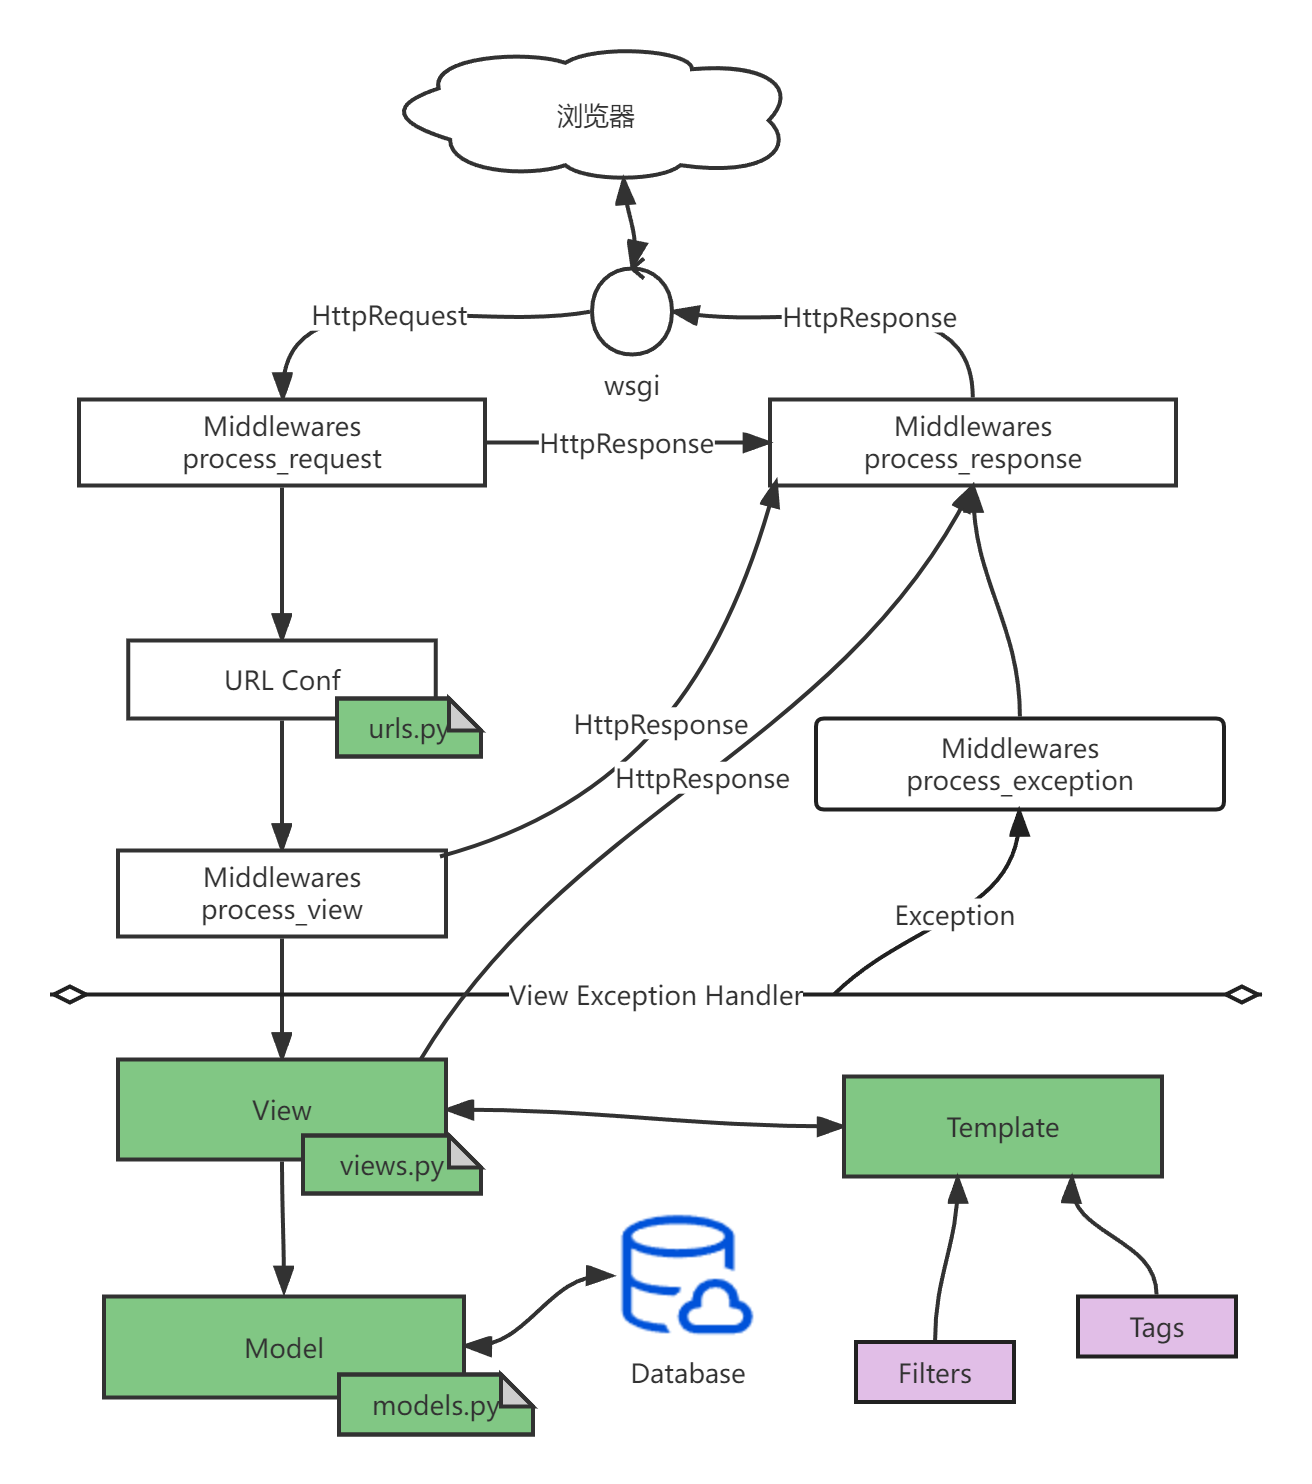 浏览器
HttpRequest
HttpResponse
wsgi
Middlewares
process_request
HttpResponse
Middlewares
process_response
URL Conf
urls.py
HttpResponse
HttpResponse
Middlewares
process_exception
Middlewares
process_view
Exception
View Exception Handler
View
views.py
Template
Model
models.py
Database
Filters
Tags